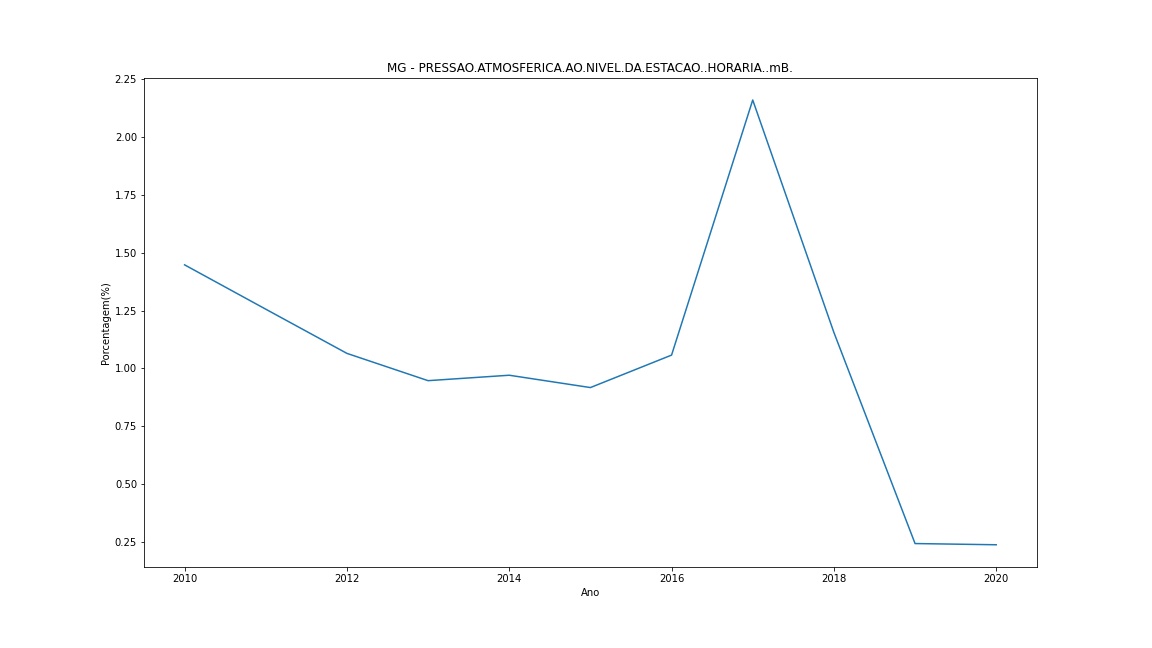 MG - PRESSAO.ATMOSFERICA.AO.NIVEL.DA.ESTACAO..HORARIA..mB.
2.25
2.00
1.75
1.50
1.25
1.00
0.75
0.50
0.25
Porcentagem(%)
2010 2012 2014 2016 2018 2020
Ano